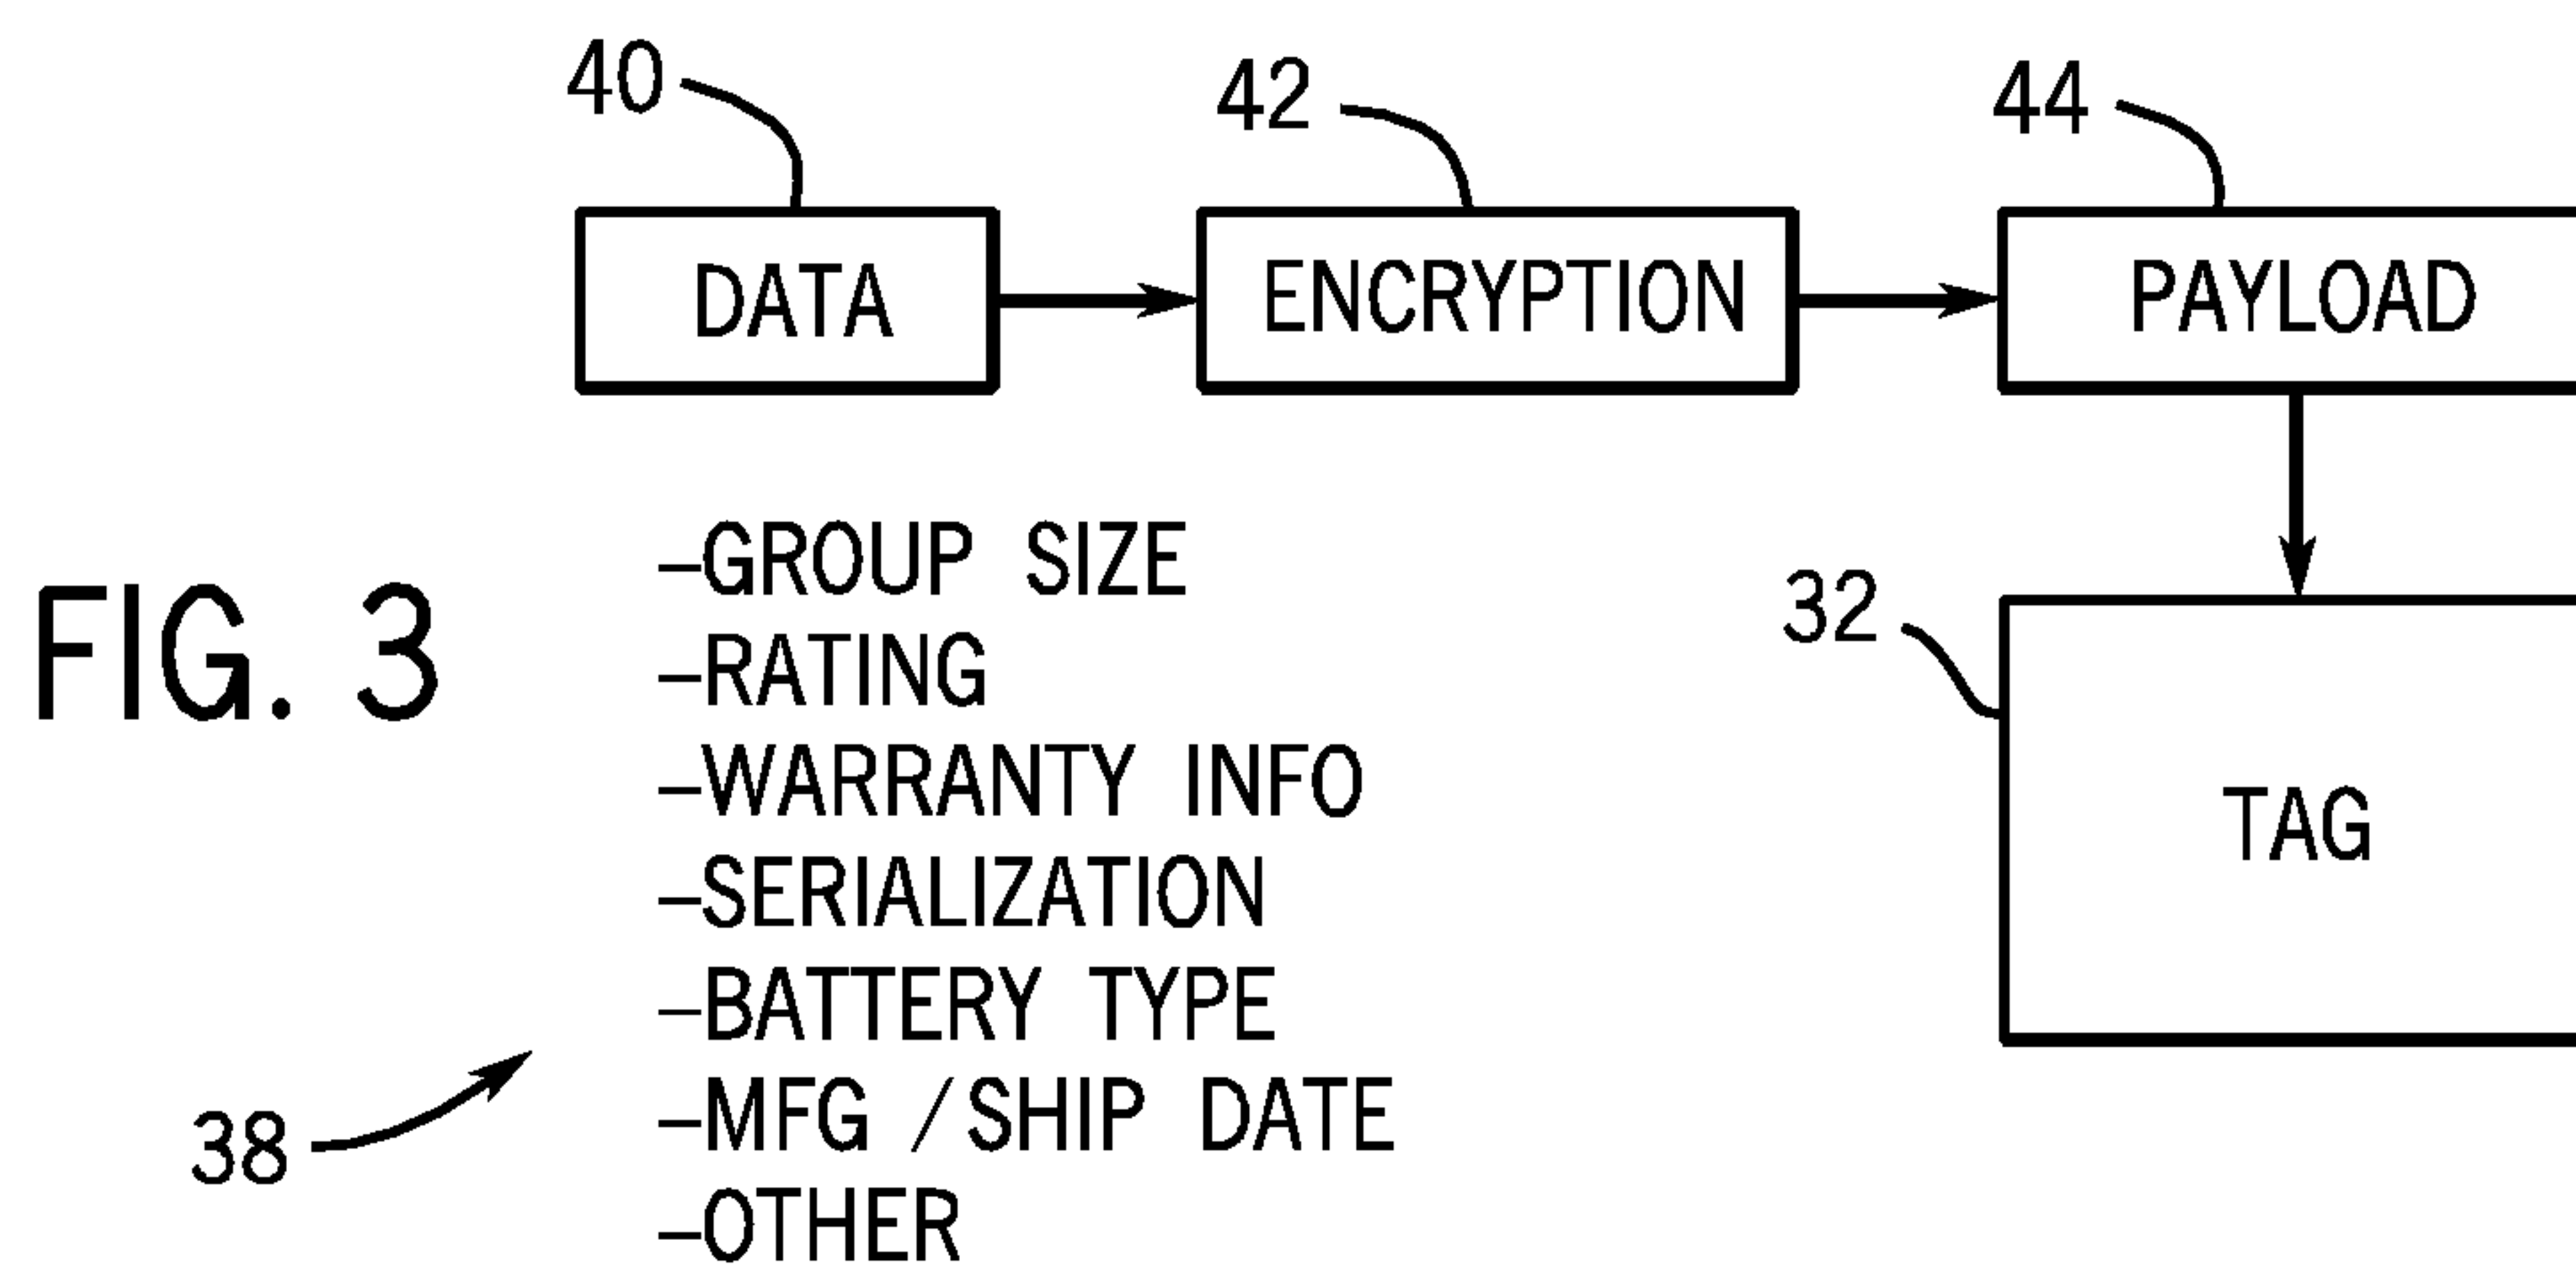 40
42
44
DATA
ENCRYPTION
PAYLOAD
–GROUP SIZE
–RATING
–WARRANTY INFO
–SERIALIZATION
–BATTERY TYPE
–MFG /SHIP DATE
–OTHER
FIG. 3
32
TAG
38